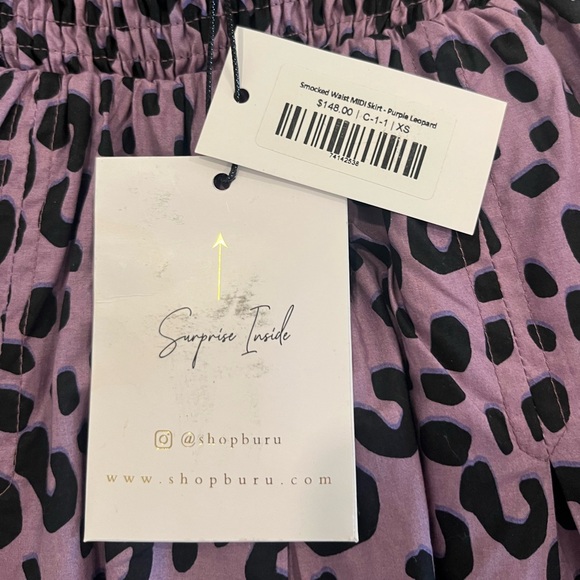 Smocked Waist MIDI Skirt - Purple Leopard
$148.00 | C-1-1 | XS
74142538
Surprise Inside
@shopburu
www.shopburu.com